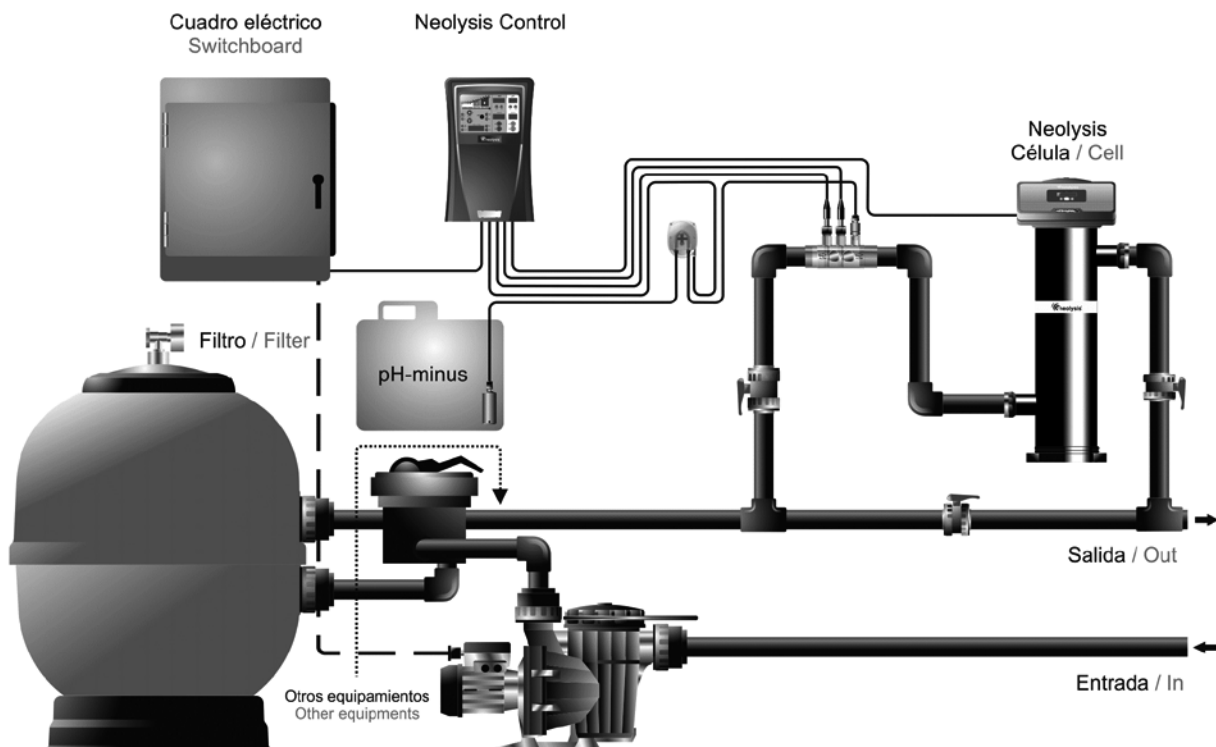 Cuadro eléctrico
Switchboard
Neolysis Control
Neolysis
Célula / Cell
Filtro / Filter
neolysis
pH-minus
Salida / Out
Entrada / In
Otros equipamientos
Other equipments